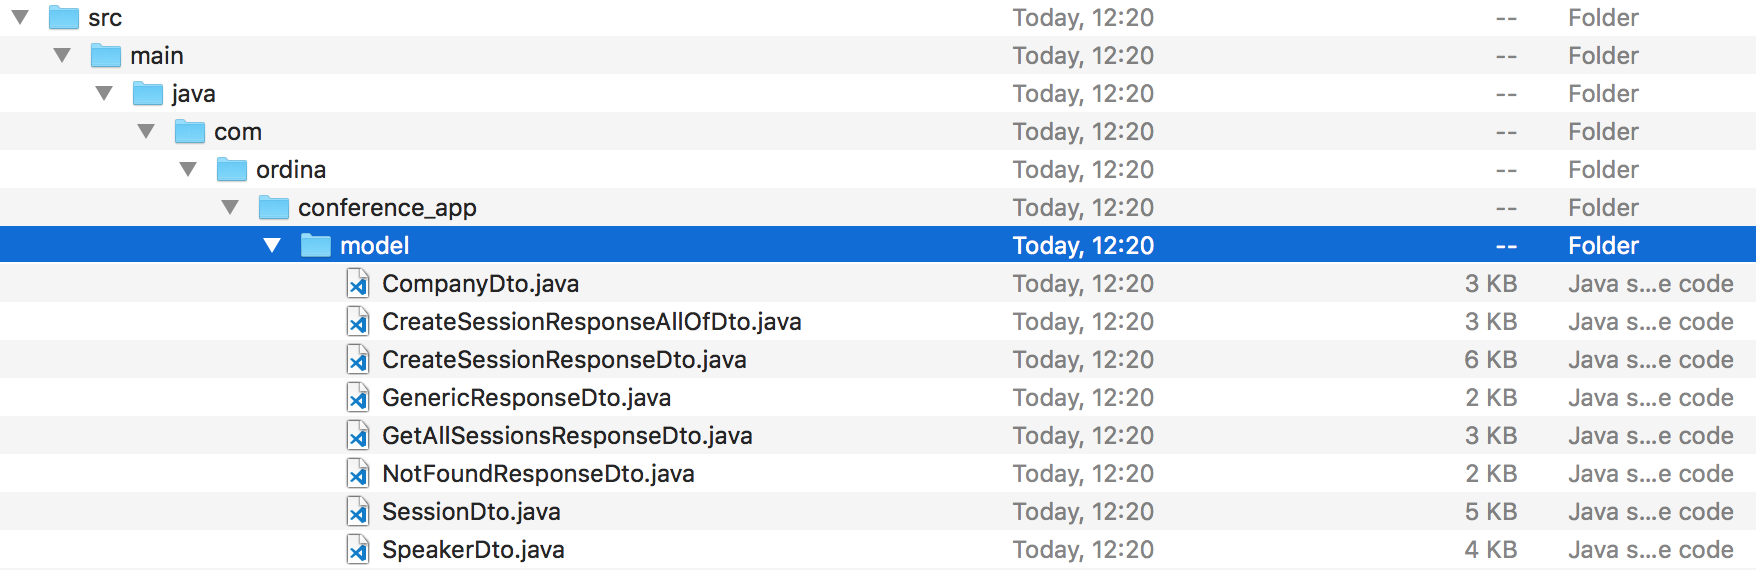 src Today, 12:20 -- Folder
main Today, 12:20 -- Folder
java Today, 12:20 -- Folder
com Today, 12:20 -- Folder
ordina Today, 12:20 -- Folder
conference_app Today, 12:20 -- Folder
model Today, 12:20 -- Folder
CompanyDto.java Today, 12:20 3 KB Java s...e code
CreateSessionResponseAllOfDto.java Today, 12:20 3 KB Java s...e code
CreateSessionResponseDto.java Today, 12:20 6 KB Java s...e code
GenericResponseDto.java Today, 12:20 2 KB Java s...e code
GetAllSessionsResponseDto.java Today, 12:20 3 KB Java s...e code
NotFoundResponseDto.java Today, 12:20 2 KB Java s...e code
SessionDto.java Today, 12:20 5 KB Java s...e code
SpeakerDto.java Today, 12:20 4 KB Java s...e code